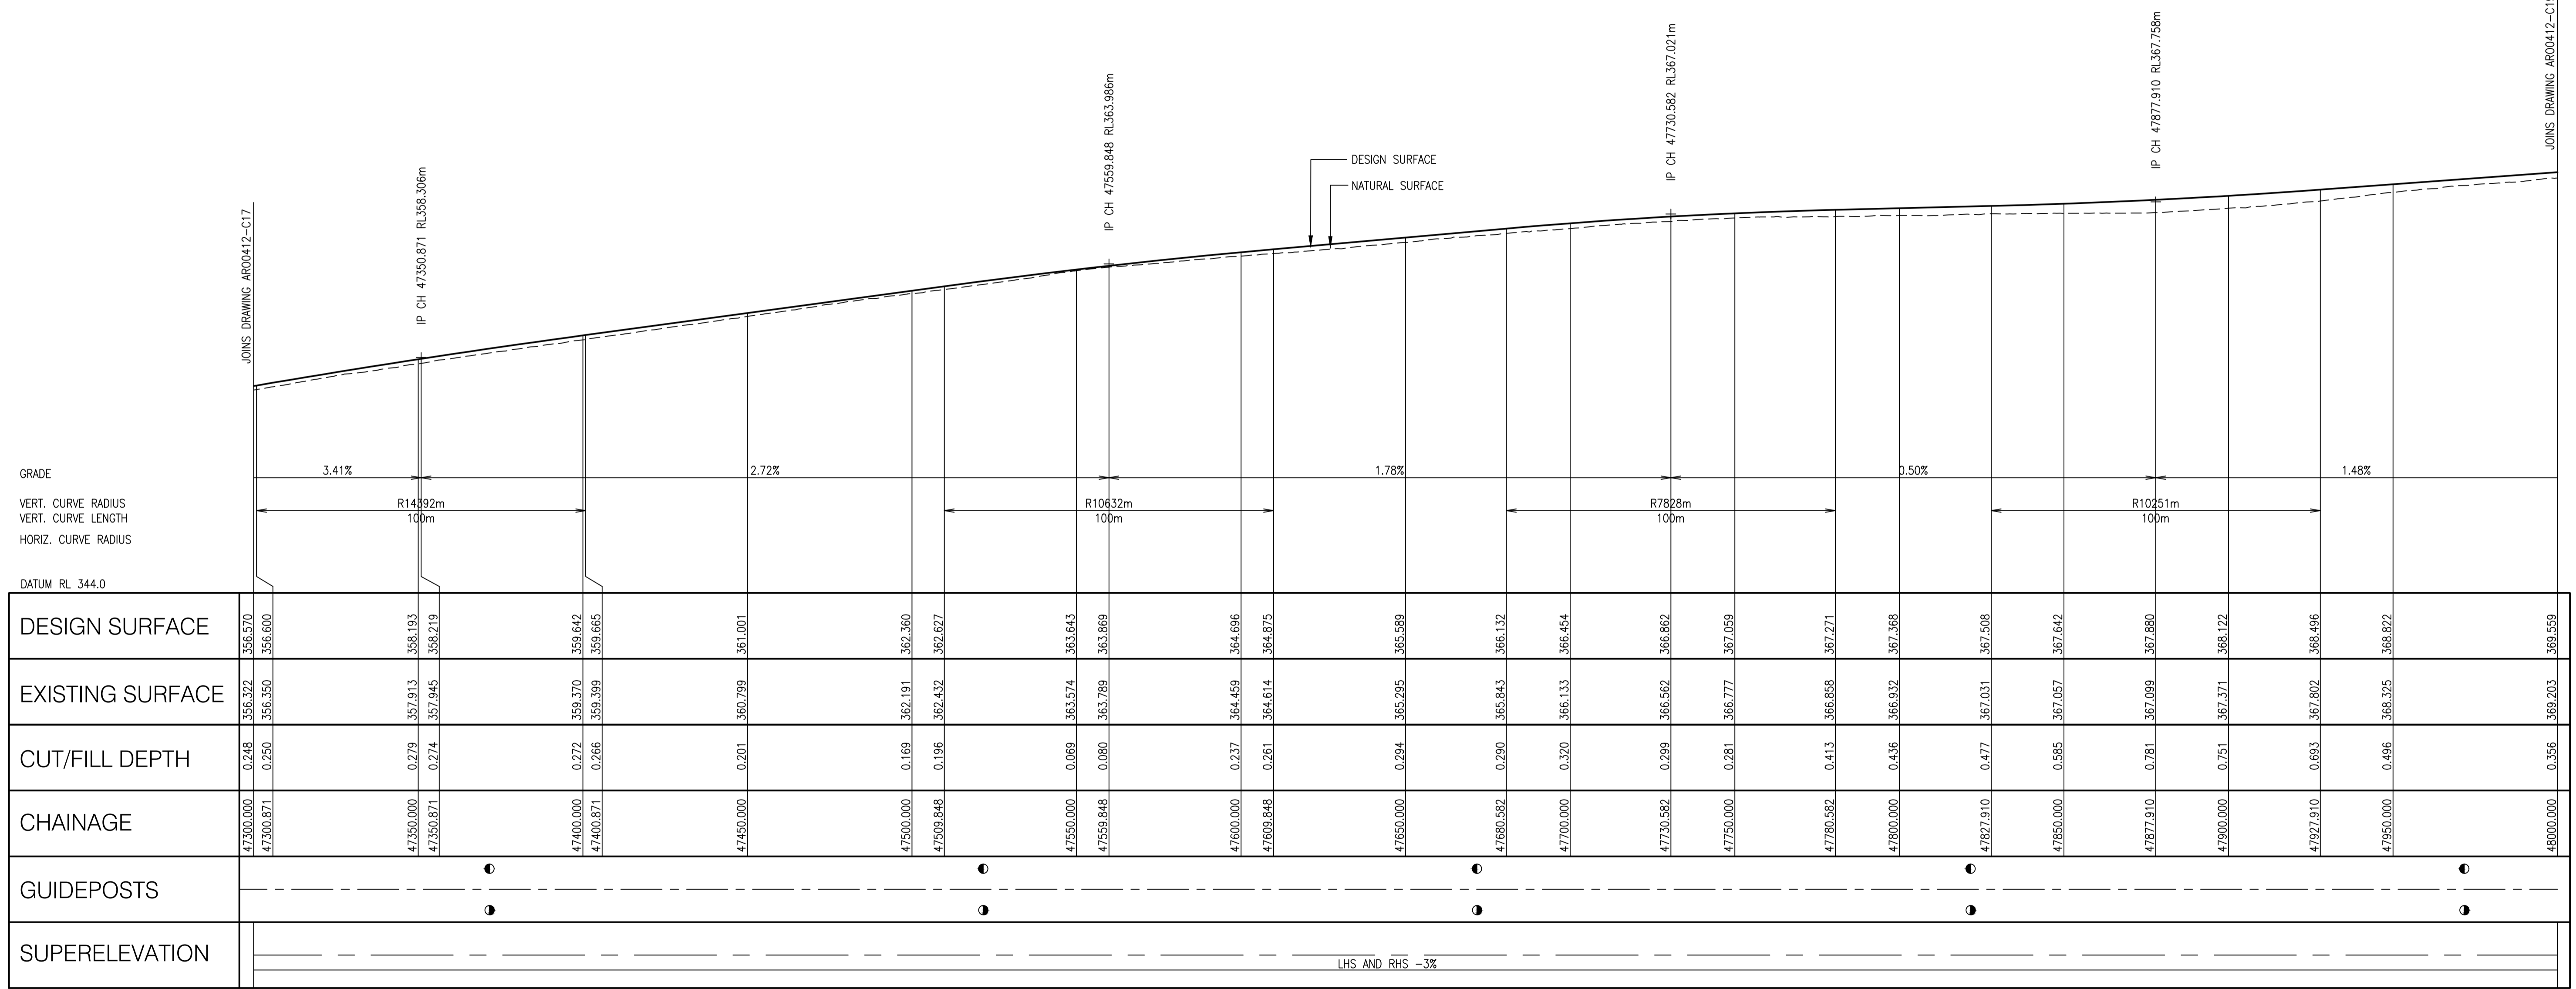 JOINS DRAWING AR00412-C17
IP CH 47350.871 RL358.306m
IP CH 47559.848 RL363.986m
DESIGN SURFACE
NATURAL SURFACE
IP CH 47730.582 RL367.021m
IP CH 47877.910 RL367.758m
JOINS DRAWING AR00412-C19
GRADE 3.41% 2.72% 1.78% 0.50% 1.48%
VERT. CURVE RADIUS R14392m R10632m R7828m R10251m
VERT. CURVE LENGTH 100m 100m 100m 100m
HORIZ. CURVE RADIUS
DATUM RL 344.0
DESIGN SURFACE 356.570 356.600 358.193 358.219 359.642 359.665 361.001 362.360 362.627 363.643 363.869 364.696 364.875 365.589 366.132 366.454 366.862 367.059 367.271 367.368 367.508 367.642 367.880 368.122 368.496 368.822 369.559
EXISTING SURFACE 356.322 356.350 357.913 357.945 359.370 359.399 360.799 362.191 362.432 363.574 363.789 364.459 364.614 365.295 365.843 366.133 366.562 366.777 366.858 366.932 367.031 367.057 367.099 367.371 367.802 368.325 369.203
CUT/FILL DEPTH 0.248 0.250 0.279 0.274 0.272 0.266 0.201 0.169 0.196 0.069 0.080 0.237 0.261 0.294 0.290 0.320 0.299 0.281 0.413 0.436 0.477 0.585 0.781 0.751 0.693 0.496 0.356
CHAINAGE 47300.000 47300.871 47350.000 47350.871 47400.000 47400.871 47450.000 47500.000 47509.848 47550.000 47559.848 47600.000 47609.848 47650.000 47680.582 47700.000 47730.582 47750.000 47780.582 47800.000 47827.910 47850.000 47877.910 47900.000 47927.910 47950.000 48000.000
GUIDEPOSTS
SUPERELEVATION
LHS AND RHS -3%